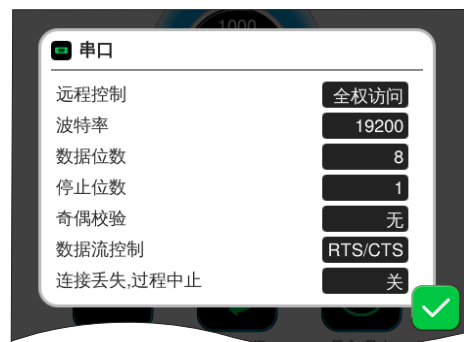 1000
串口
远程控制 全权访问
波特率 19200
数据位数 8
停止位数 1
奇偶校验 无
数据流控制 RTS/CTS
连接丢失,过程中止 关